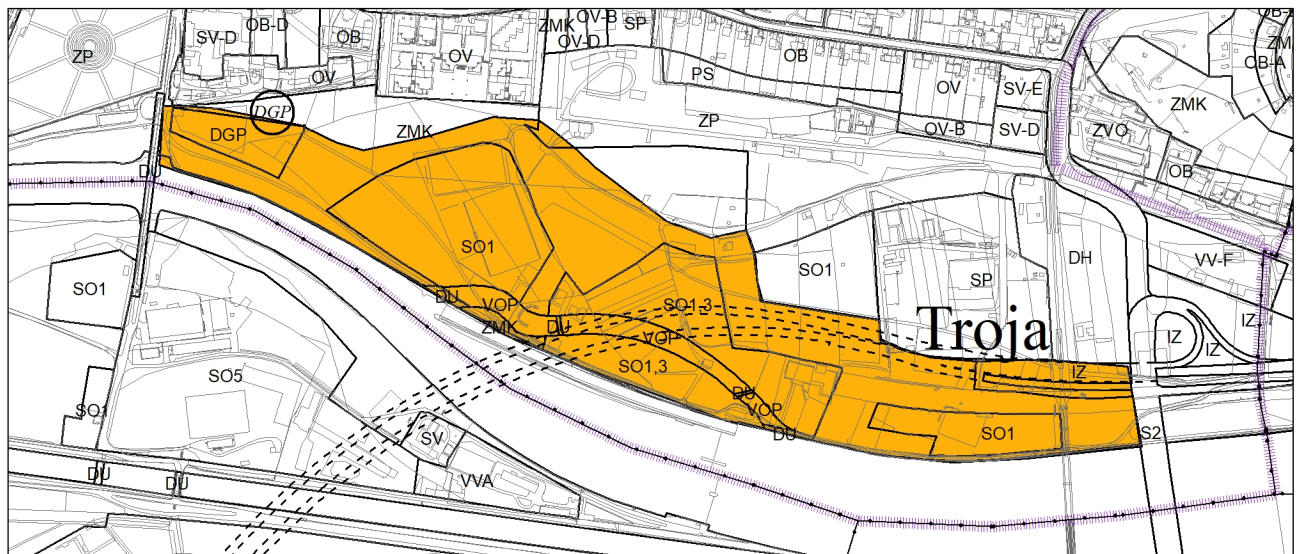 OB-D
OV-B
SP
ZMK
SV-D
OB
OV-D
ZM
OB-A
ZP
OV
OV
OB
PS
OV
SV-E
ZMK
DGP
DGP
ZMK
ZP
OV-B
SV-D
ZVO
OB
DU
SO1
SO1
SP
DH
VV-F
SO1
DU
VOP
ZMK
DU
SO1,3
VOP
Troja
IZ
IZ
IZ
SO5
SO1,3
IZ
SO1
DU
VOP
DU
SO1
S2
SV
VVA
DU
DU